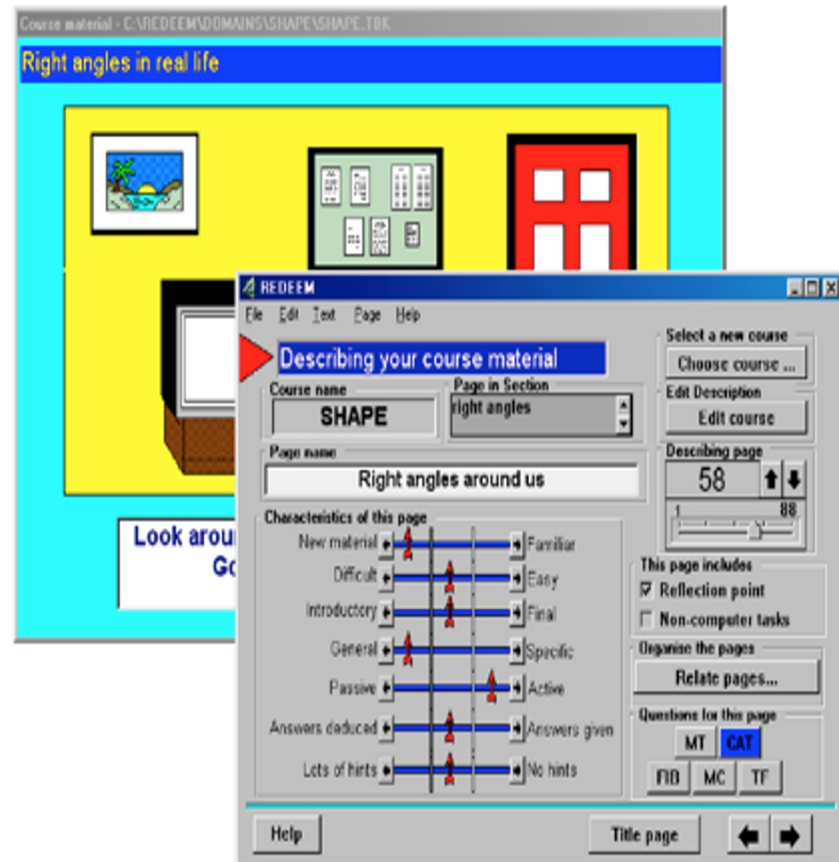 Course material - C:\REDEEM\DOMAINS\SHAPE\SHAPE.TBK
Right angles in real life
Look arou
Go
REDEEM
File Edit Text Page Help
Describing your course material
Select a new course
Choose course ...
Course name
SHAPE
Page in Section
right angles
Edit Description
Edit course
Page name
Right angles around us
Describing page
58
1 88
Characteristics of this page
New material Familiar
Difficult Easy
Introductory Final
General Specific
Passive Active
Answers deduced Answers given
Lots of hints No hints
This page includes
Reflection point
Non-computer tasks
Organise the pages
Relate pages...
Questions for this page
MT CAT
FIB MC TF
Help
Title page